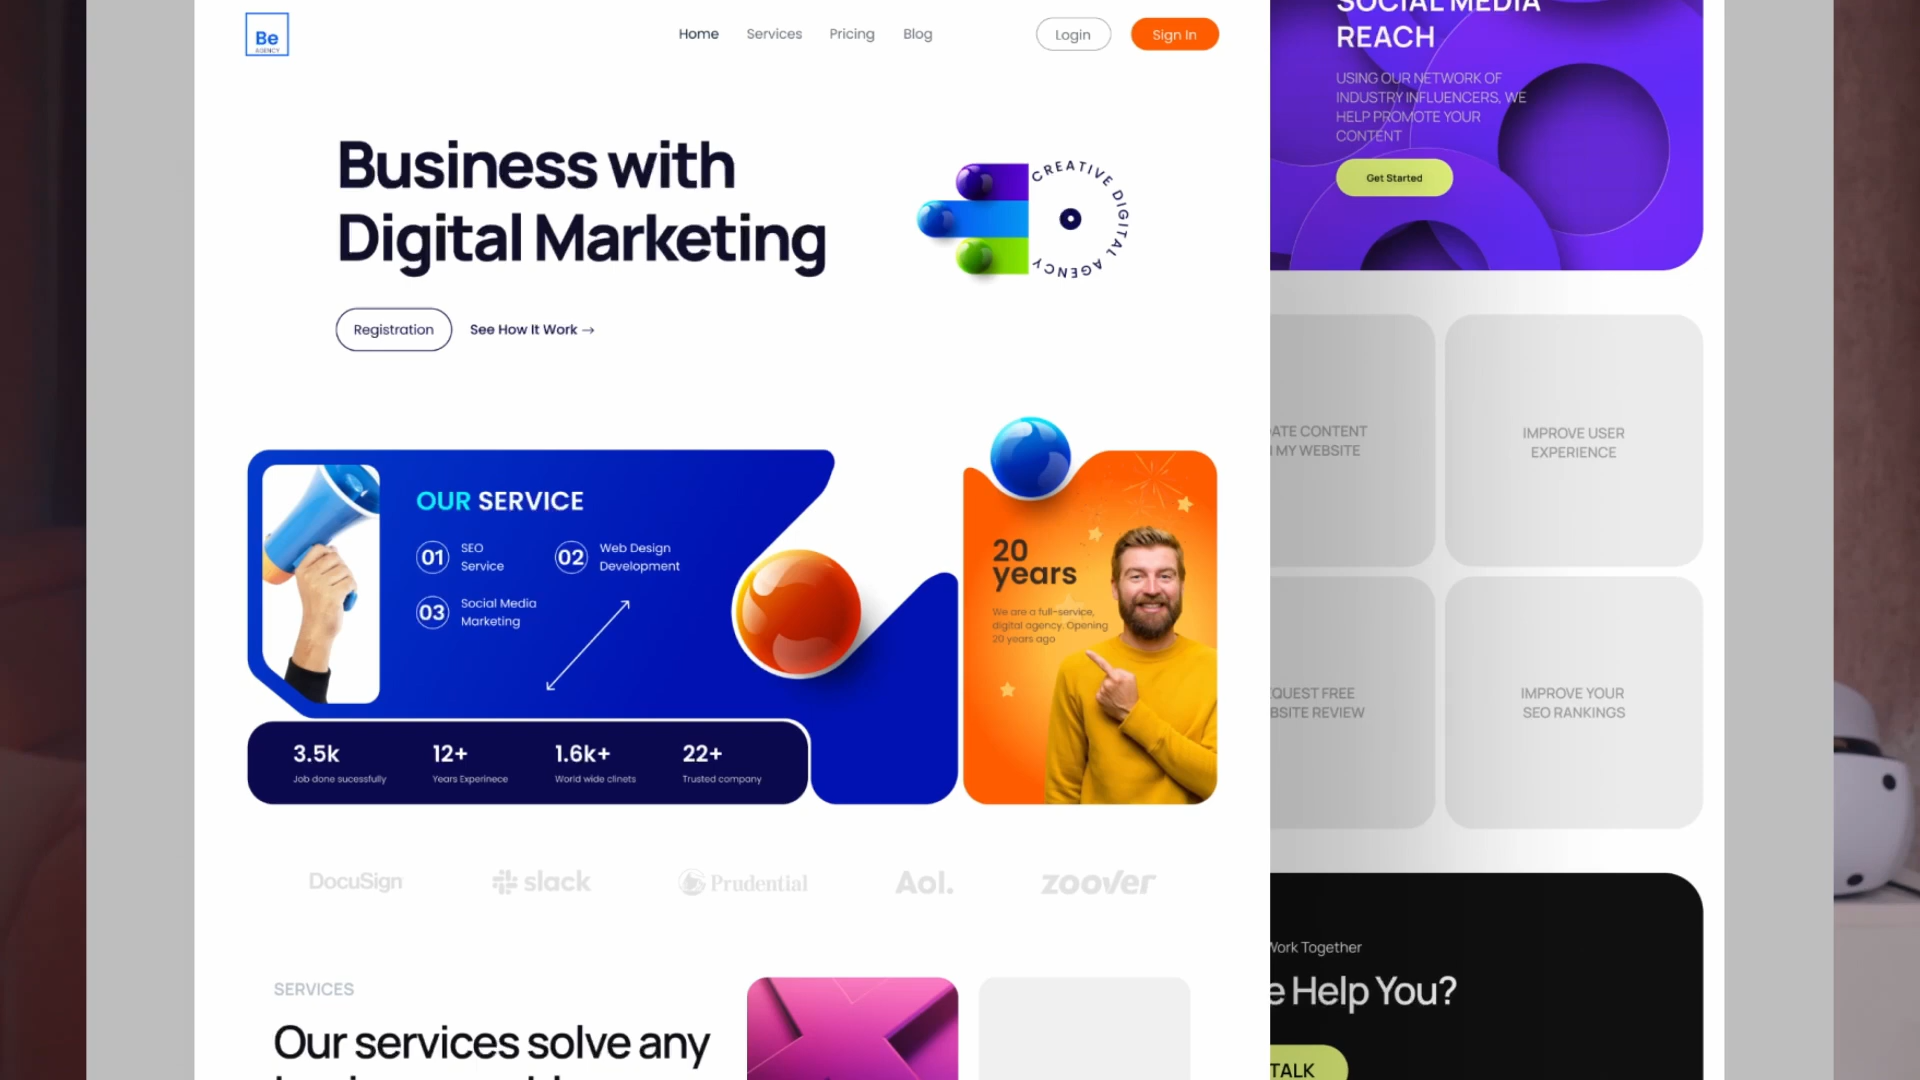 Be
AGENCY
Home
Services
Pricing
Blog
Login
Sign In
Business with
Digital Marketing
CREATIVE DIGITAL AGENCY
Registration
See How It Work →
OUR SERVICE
01
SEO
Service
02
Web Design
Development
03
Social Media
Marketing
20
years
We are a full-service,
digital agency. Opening
20 years ago
3.5k
Job done sucessfully
12+
Years Experinece
1.6k+
World wide clinets
22+
Trusted company
DocuSign
slack
Prudential
Aol.
zoover
SERVICES
Our services solve any
SOCIAL MEDIA
REACH
USING OUR NETWORK OF
INDUSTRY INFLUENCERS, WE
HELP PROMOTE YOUR
CONTENT
Get Started
ATE CONTENT
MY WEBSITE
IMPROVE USER
EXPERIENCE
QUEST FREE
BSITE REVIEW
IMPROVE YOUR
SEO RANKINGS
Work Together
e Help You?
TALK